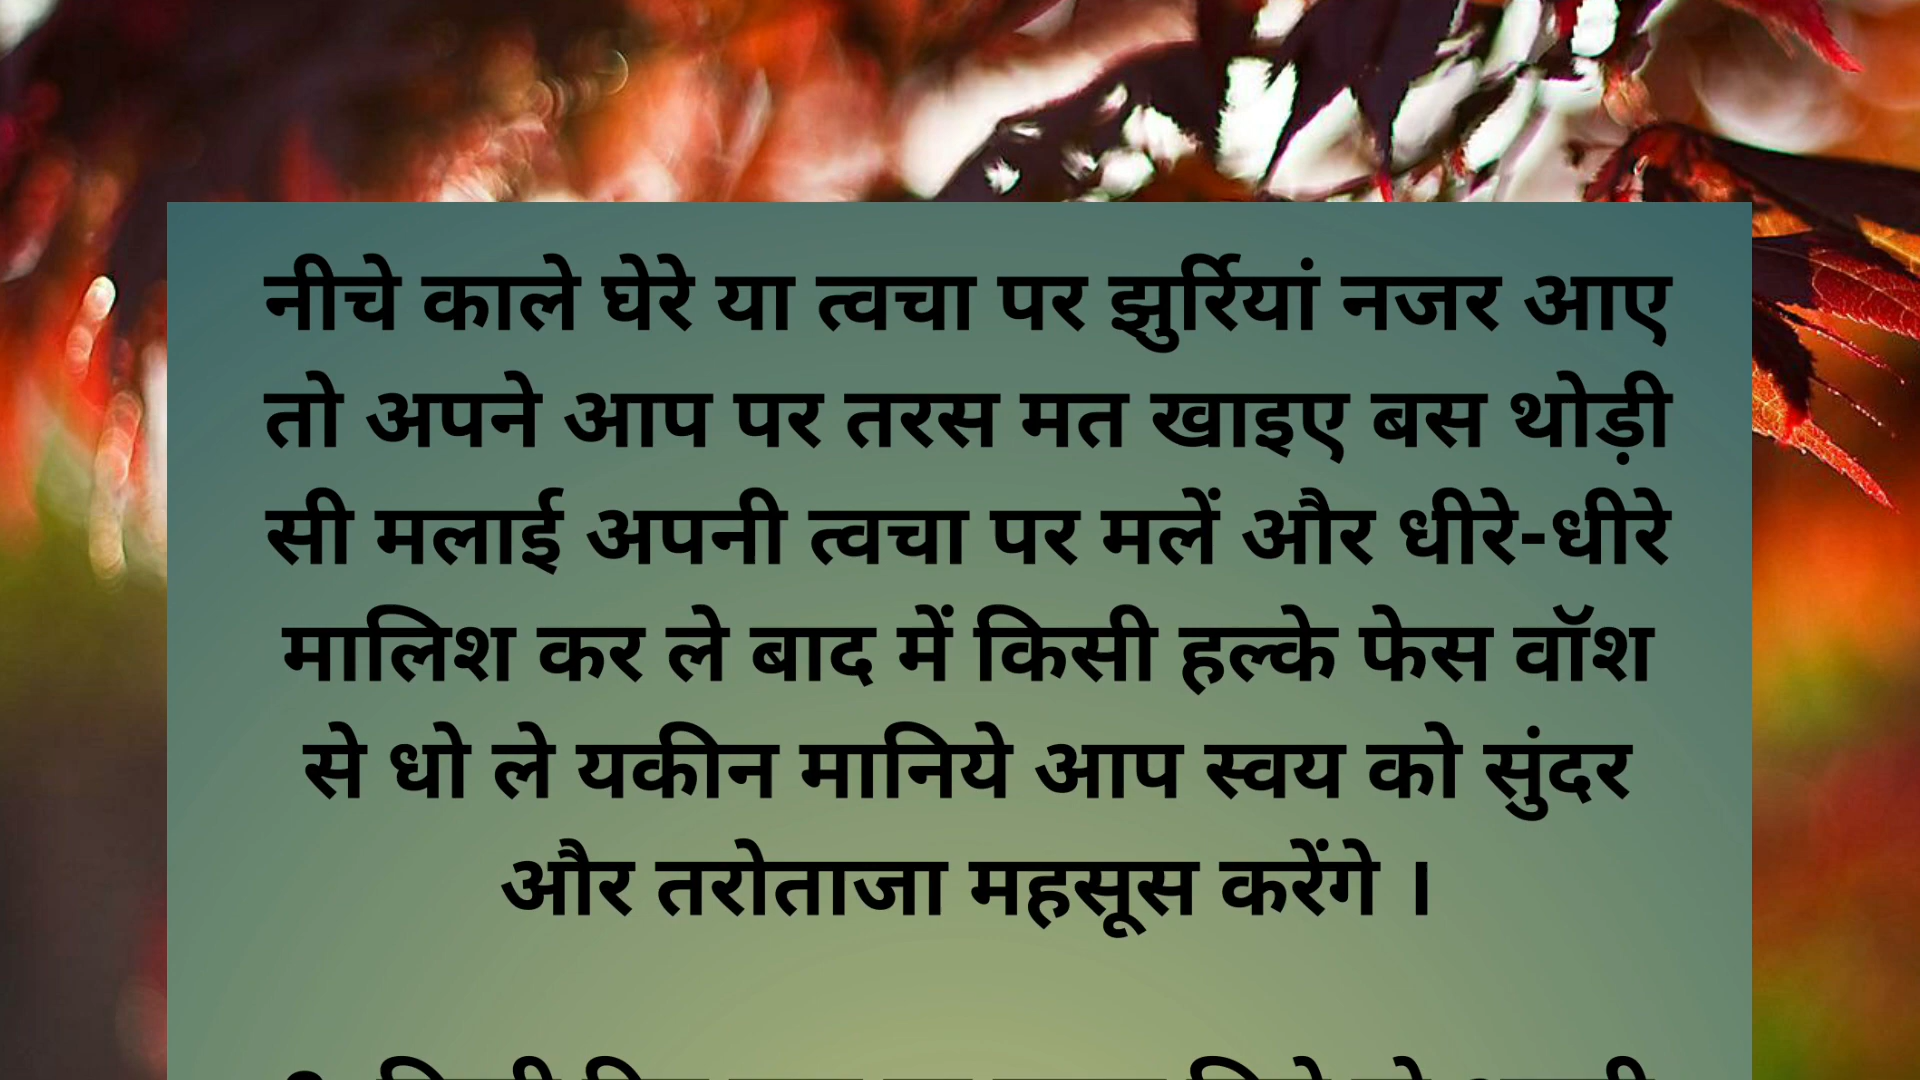 नीचे काले घेरे या त्वचा पर झुर्रियां नजर आए
तो अपने आप पर तरस मत खाइए बस थोड़ी
सी मलाई अपनी त्वचा पर मलें और धीरे-धीरे
मालिश कर ले बाद में किसी हल्के फेस वॉश
से धो ले यकीन मानिये आप स्वय को सुंदर
और तरोताजा महसूस करेंगे ।